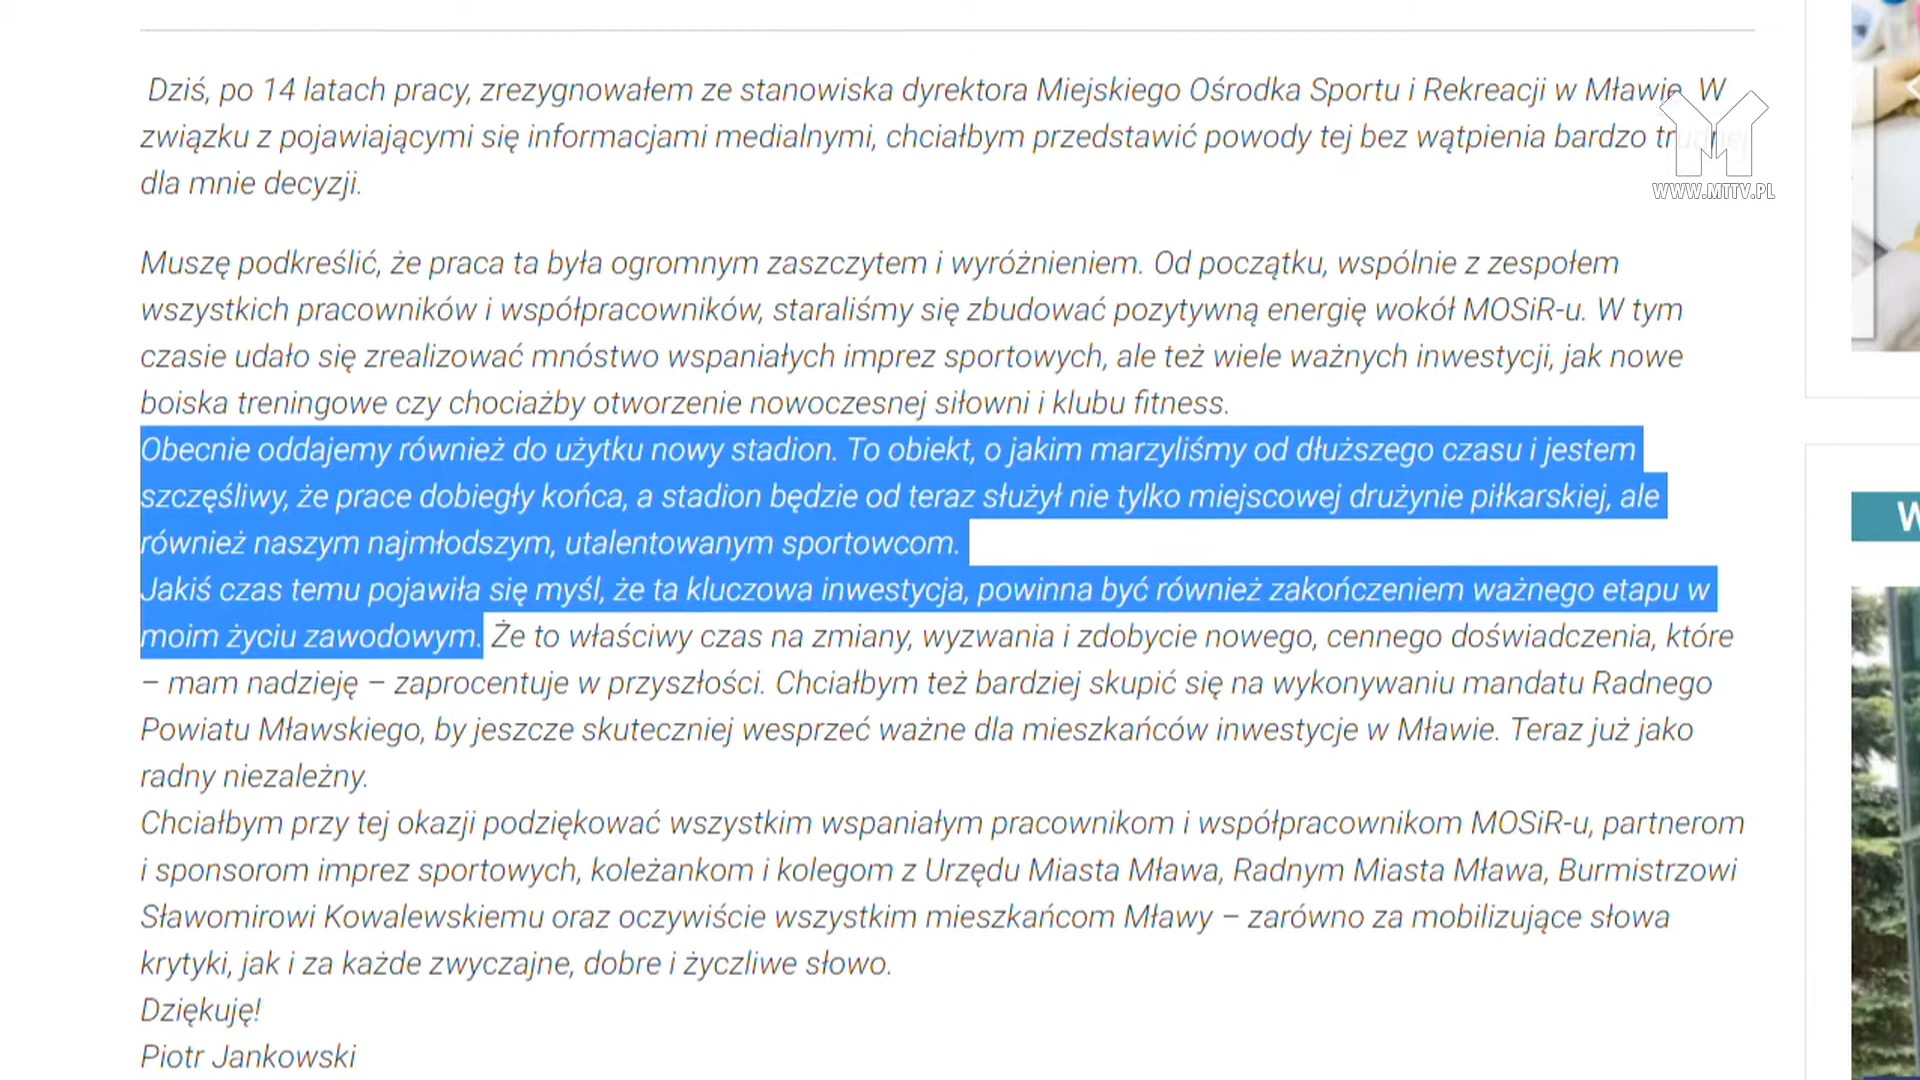 Dziś, po 14 latach pracy, zrezygnowałem ze stanowiska dyrektora Miejskiego Ośrodka Sportu i Rekreacji w Mławie. W
związku z pojawiającymi się informacjami medialnymi, chciałbym przedstawić powody tej bez wątpienia bardzo trudnej
dla mnie decyzji.
WWW.MTTV.PL
Muszę podkreślić, że praca ta była ogromnym zaszczytem i wyróżnieniem. Od początku, wspólnie z zespołem
wszystkich pracowników i współpracowników, staraliśmy się zbudować pozytywną energię wokół MOSiR-u. W tym
czasie udało się zrealizować mnóstwo wspaniałych imprez sportowych, ale też wiele ważnych inwestycji, jak nowe
boiska treningowe czy chociażby otworzenie nowoczesnej siłowni i klubu fitness.
Obecnie oddajemy również do użytku nowy stadion. To obiekt, o jakim marzyliśmy od dłuższego czasu i jestem
szczęśliwy, że prace dobiegły końca, a stadion będzie od teraz służył nie tylko miejscowej drużynie piłkarskiej, ale
również naszym najmłodszym, utalentowanym sportowcom.
Jakiś czas temu pojawiła się myśl, że ta kluczowa inwestycja, powinna być również zakończeniem ważnego etapu w
moim życiu zawodowym. Że to właściwy czas na zmiany, wyzwania i zdobycie nowego, cennego doświadczenia, które
– mam nadzieję – zaprocentuje w przyszłości. Chciałbym też bardziej skupić się na wykonywaniu mandatu Radnego
Powiatu Mławskiego, by jeszcze skuteczniej wesprzeć ważne dla mieszkańców inwestycje w Mławie. Teraz już jako
radny niezależny.
Chciałbym przy tej okazji podziękować wszystkim wspaniałym pracownikom i współpracownikom MOSiR-u, partnerom
i sponsorom imprez sportowych, koleżankom i kolegom z Urzędu Miasta Mława, Radnym Miasta Mława, Burmistrzowi
Sławomirowi Kowalewskiemu oraz oczywiście wszystkim mieszkańcom Mławy – zarówno za mobilizujące słowa
krytyki, jak i za każde zwyczajne, dobre i życzliwe słowo.
Dziękuję!
Piotr Jankowski